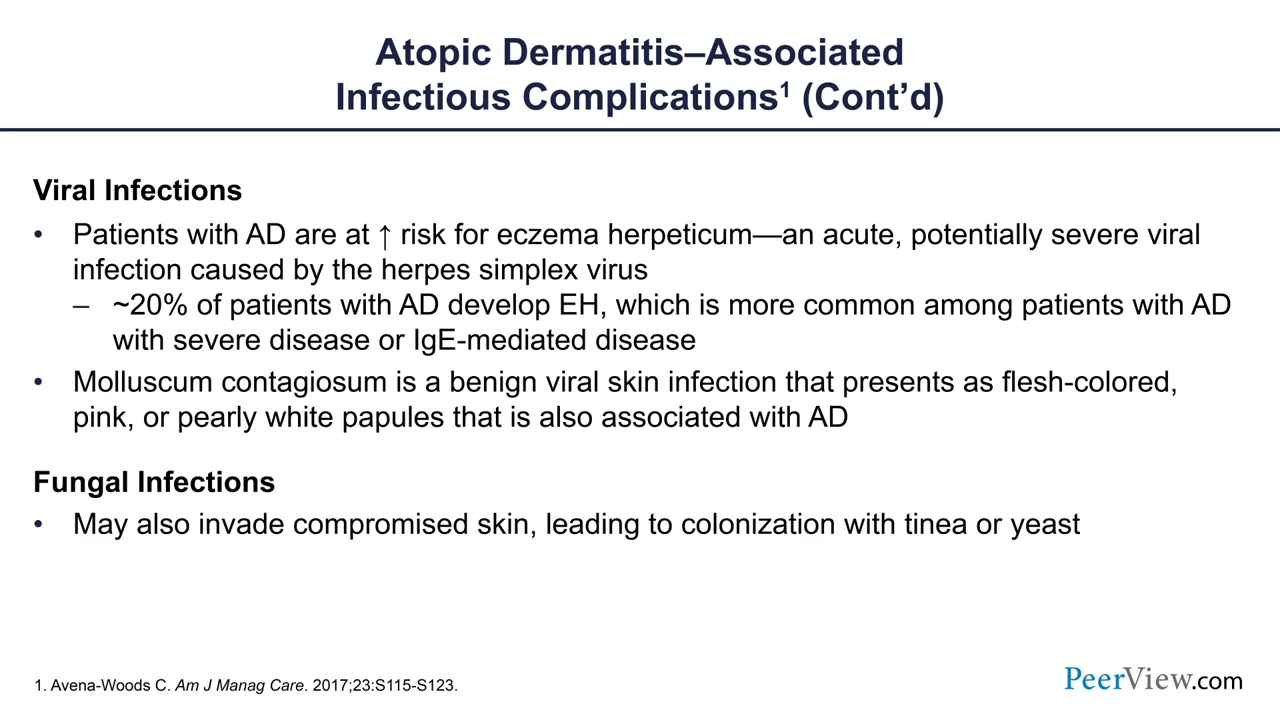 Atopic Dermatitis–Associated
Infectious Complications¹ (Cont’d)
Viral Infections
• Patients with AD are at ↑ risk for eczema herpeticum—an acute, potentially severe viral
infection caused by the herpes simplex virus
– ~20% of patients with AD develop EH, which is more common among patients with AD
with severe disease or IgE-mediated disease
• Molluscum contagiosum is a benign viral skin infection that presents as flesh-colored,
pink, or pearly white papules that is also associated with AD
Fungal Infections
• May also invade compromised skin, leading to colonization with tinea or yeast
1. Avena-Woods C. Am J Manag Care. 2017;23:S115-S123.
PeerView.com